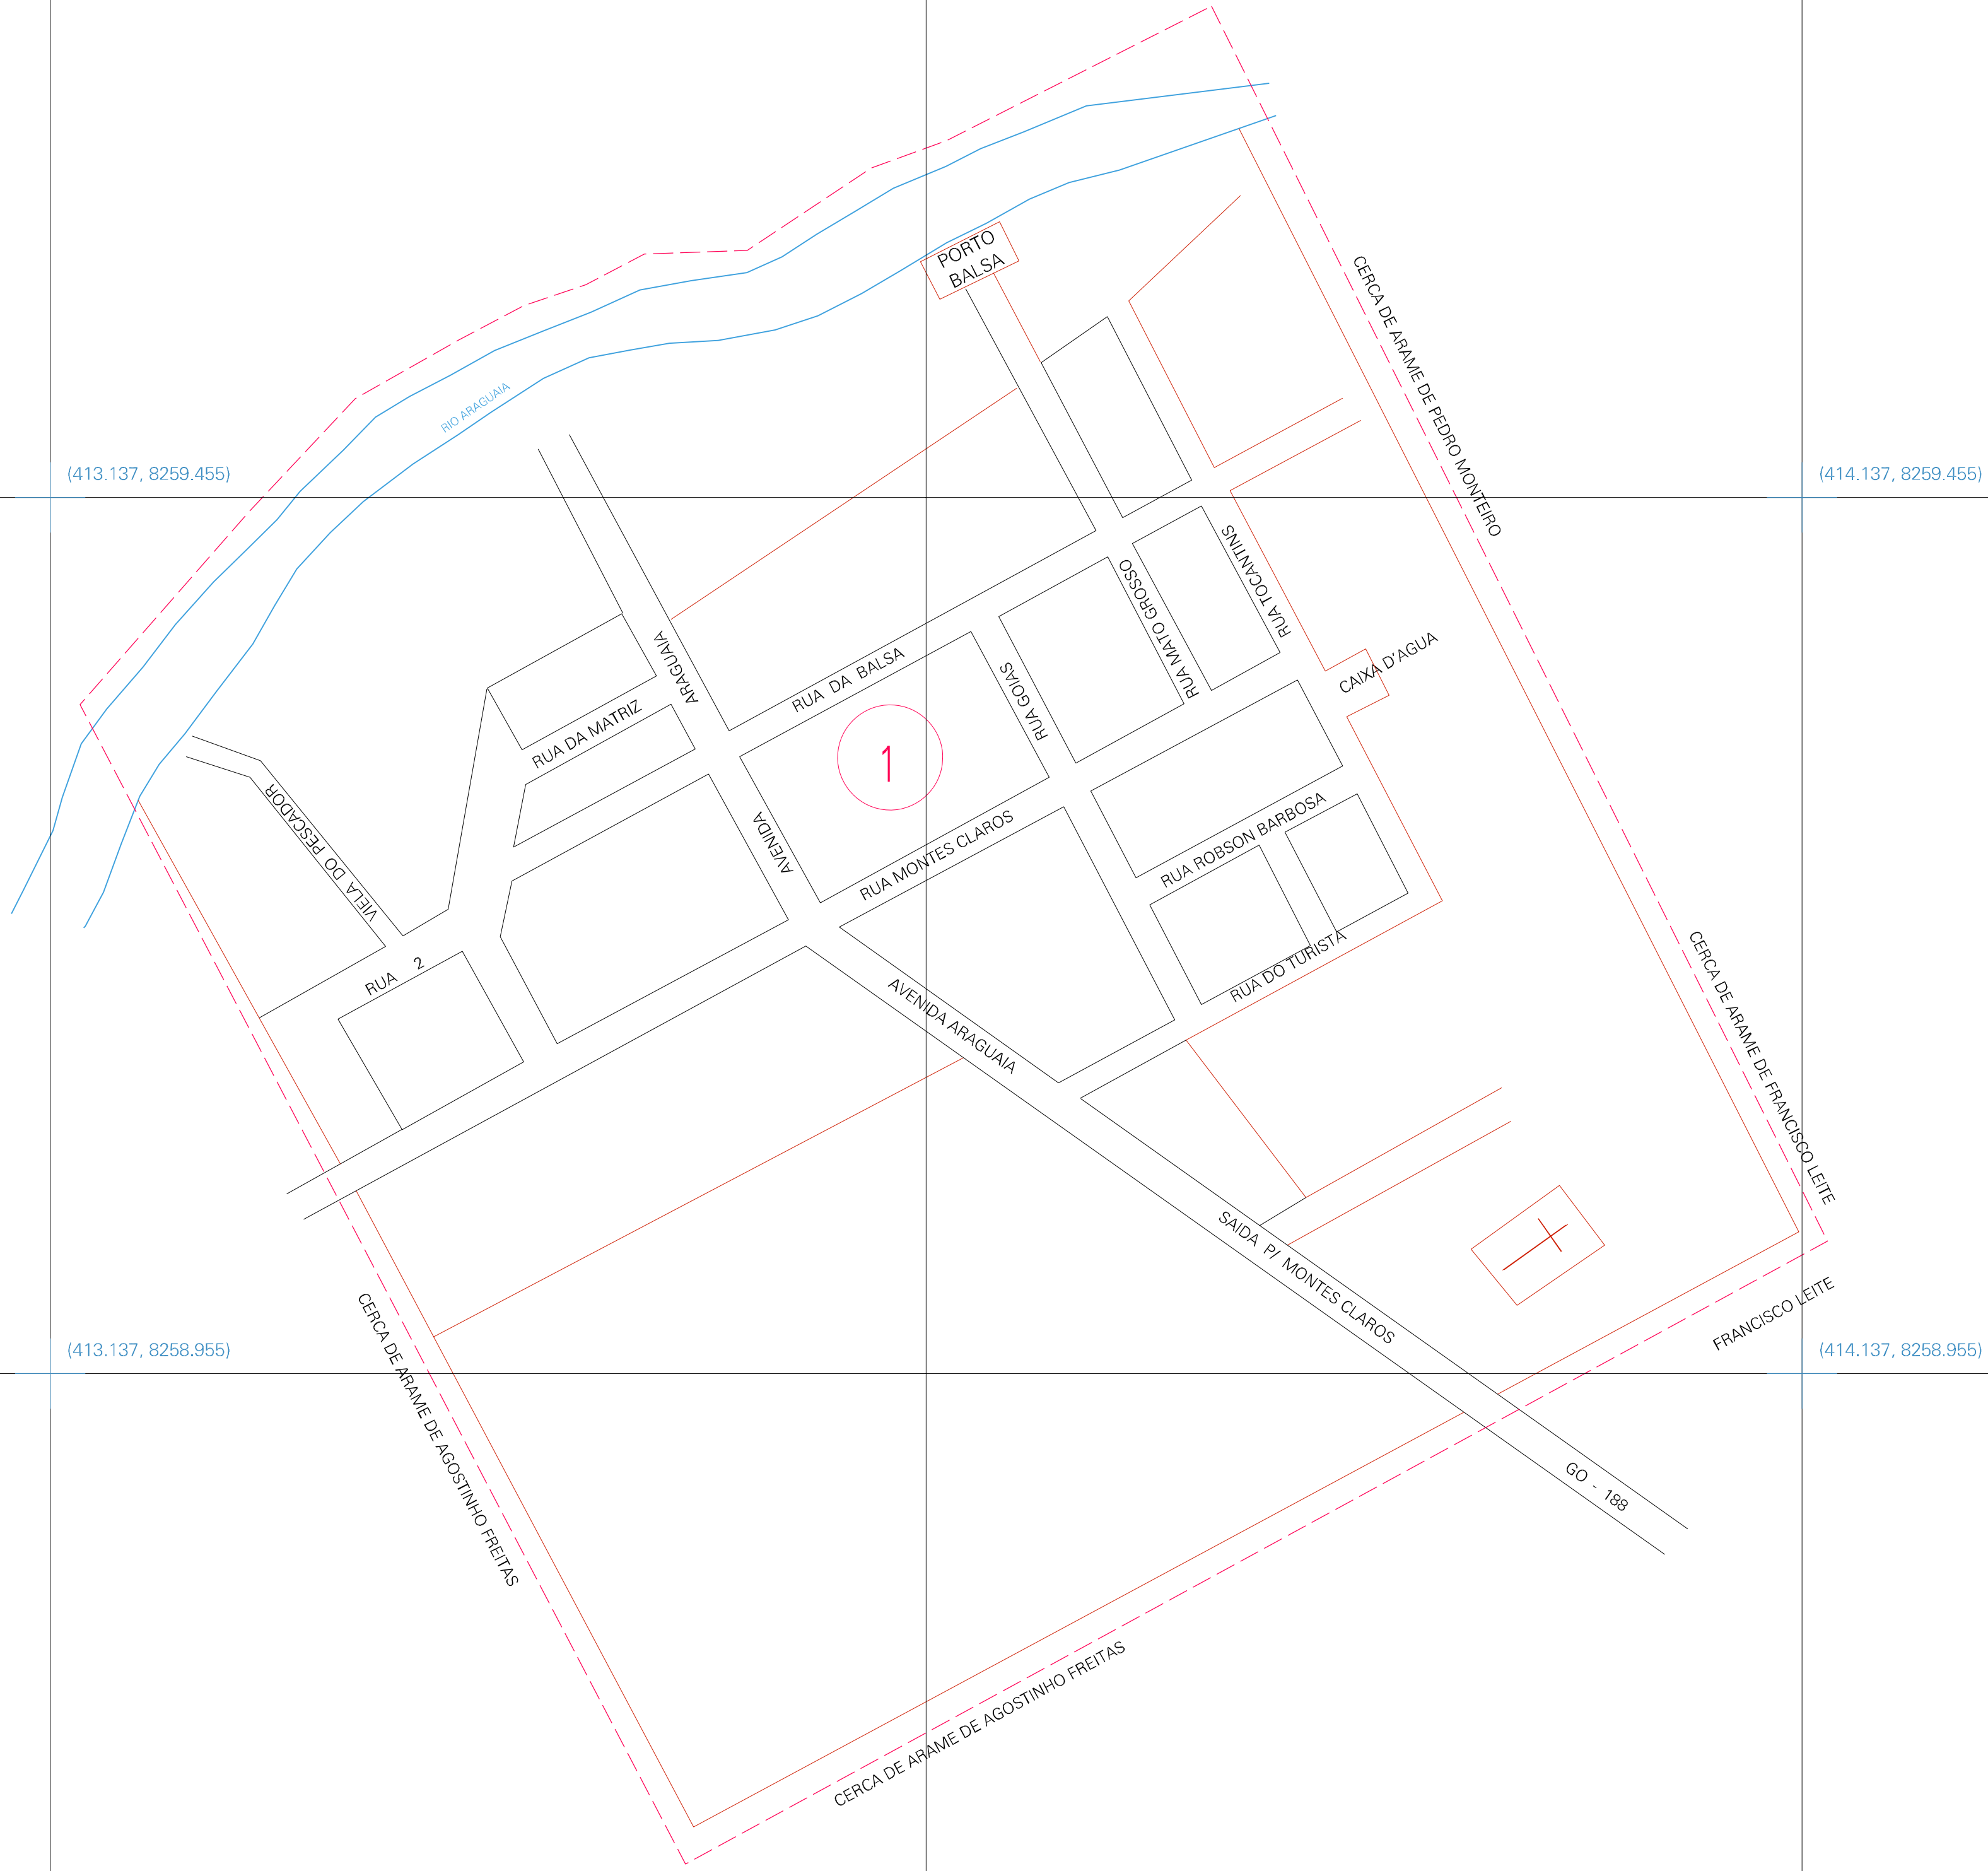 PORTO
BALSA
CERCA DE ARAME DE PEDRO MONTEIRO
RIO ARAGUAIA
(413.137, 8259.455)
(414.137, 8259.455)
RUA TOCANTINS
RUA MATO GROSSO
ARAGUAIA
RUA DA BALSA
RUA GOIAS
CAIXA D'AGUA
RUA DA MATRIZ
1
VIELA DO PESCADOR
AVENIDA
RUA MONTES CLAROS
RUA ROBSON BARBOSA
RUA 2
RUA DO TURISTA
AVENIDA ARAGUAIA
CERCA DE ARAME DE FRANCISCO LEITE
SAIDA P/ MONTES CLAROS
FRANCISCO LEITE
CERCA DE ARAME DE AGOSTINHO FREITAS
(413.137, 8258.955)
(414.137, 8258.955)
GO - 188
CERCA DE ARAME DE AGOSTINHO FREITAS